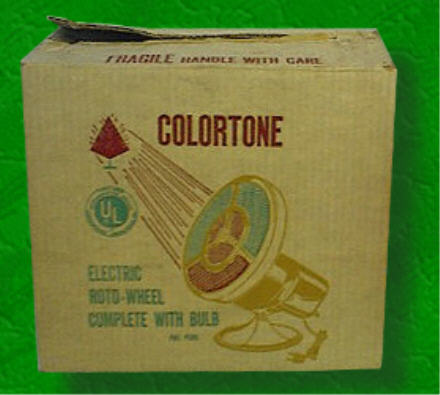 FRAGILE HANDLE WITH CARE
COLORTONE
UL
ELECTRIC
ROTO-WHEEL
COMPLETE WITH BULB